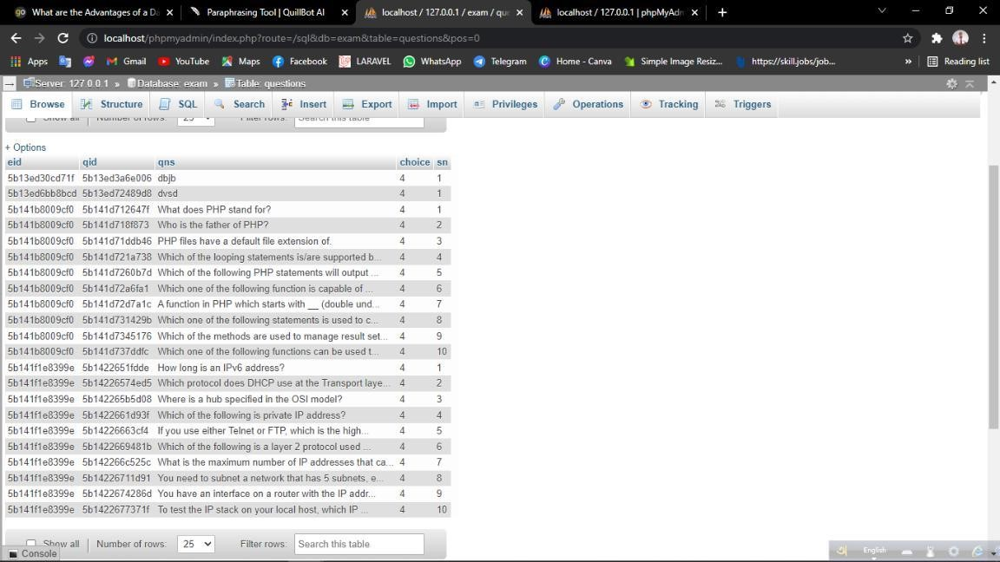 What are the Advantages of a Da
Paraphrasing Tool | QuillBot AI
localhost / 127.0.0.1 / exam / que
localhost / 127.0.0.1 | phpMyAdn
localhost/phpmyadmin/index.php?route=/sql&db=exam&table=questions&pos=0
Apps Gmail YouTube Maps Facebook LARAVEL WhatsApp Telegram Home - Canva Simple Image Resiz... https://skill.jobs/job... » Reading list
Server: 127.0.0.1 » Database: exam » Table: questions
Browse Structure SQL Search Insert Export Import Privileges Operations Tracking Triggers
Show all Number of rows: 25 Filter rows: Search this table
+ Options
eid qid qns choice sn
5b13ed30cd71f 5b13ed3a6e006 dbjb 4 1
5b13ed6bb8bcd 5b13ed72489d8 dvsd 4 1
5b141b8009cf0 5b141d712647f What does PHP stand for? 4 1
5b141b8009cf0 5b141d718f873 Who is the father of PHP? 4 2
5b141b8009cf0 5b141d71ddb46 PHP files have a default file extension of. 4 3
5b141b8009cf0 5b141d721a738 Which of the looping statements is/are supported b... 4 4
5b141b8009cf0 5b141d7260b7d Which of the following PHP statements will output ... 4 5
5b141b8009cf0 5b141d72a6fa1 Which one of the following function is capable of ... 4 6
5b141b8009cf0 5b141d72d7a1c A function in PHP which starts with __ (double und... 4 7
5b141b8009cf0 5b141d731429b Which one of the following statements is used to c... 4 8
5b141b8009cf0 5b141d7345176 Which of the methods are used to manage result set... 4 9
5b141b8009cf0 5b141d737ddfc Which one of the following functions can be used t... 4 10
5b141f1e8399e 5b1422651fdde How long is an IPv6 address? 4 1
5b141f1e8399e 5b14226574ed5 Which protocol does DHCP use at the Transport laye... 4 2
5b141f1e8399e 5b142265b5d08 Where is a hub specified in the OSI model? 4 3
5b141f1e8399e 5b1422661d93f Which of the following is private IP address? 4 4
5b141f1e8399e 5b14226663cf4 If you use either Telnet or FTP, which is the high... 4 5
5b141f1e8399e 5b1422669481b Which of the following is a layer 2 protocol used ... 4 6
5b141f1e8399e 5b142266c525c What is the maximum number of IP addresses that ca... 4 7
5b141f1e8399e 5b14226711d91 You need to subnet a network that has 5 subnets, e... 4 8
5b141f1e8399e 5b1422674286d You have an interface on a router with the IP addr... 4 9
5b141f1e8399e 5b1422677371f To test the IP stack on your local host, which IP ... 4 10
Show all Number of rows: 25 Filter rows: Search this table
Console
English